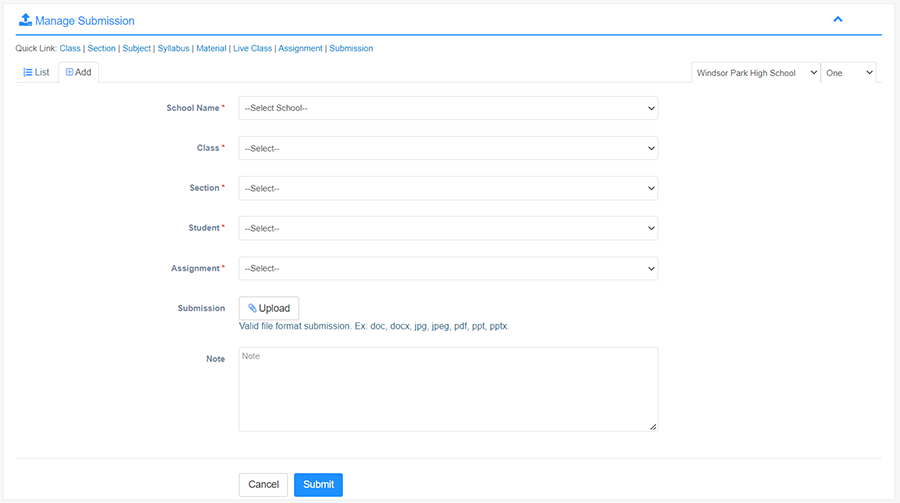 Manage Submission
Quick Link: Class | Section | Subject | Syllabus | Material | Live Class | Assignment | Submission
List Add Windsor Park High School One
School Name * --Select School--
Class * --Select--
Section * --Select--
Student * --Select--
Assignment * --Select--
Submission Upload
Valid file format submission. Ex: doc, docx, jpg, jpeg, pdf, ppt, pptx.
Note Note
Cancel Submit